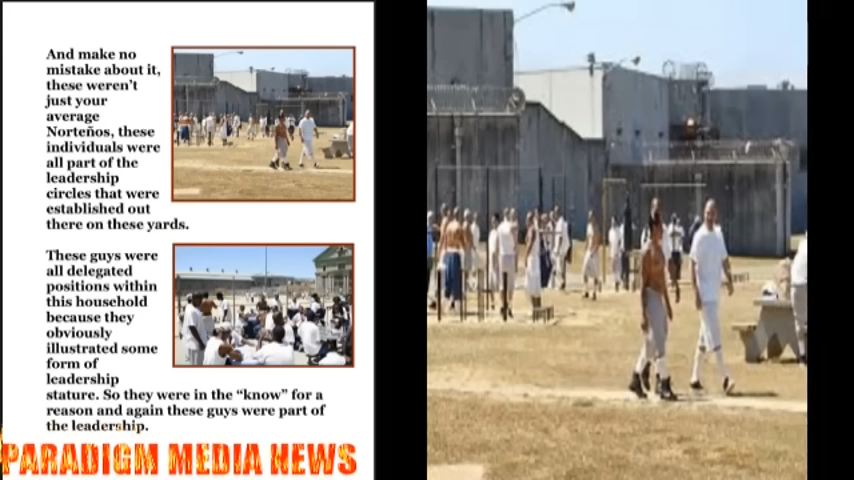 And make no
mistake about it,
these weren't
just your
average
Norteños, these
individuals were
all part of the
leadership
circles that were
established out
there on these yards.
These guys were
all delegated
positions within
this household
because they
obviously
illustrated some
form of
leadership
stature. So they were in the “know” for a
reason and again these guys were part of
the leadership.
PARADIGM MEDIA NEWS